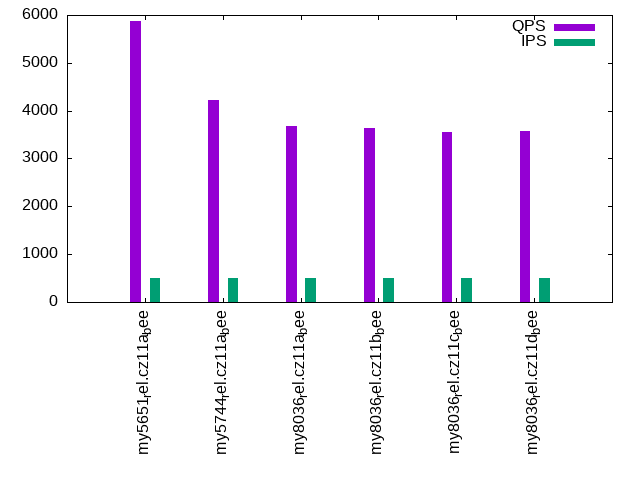 6000
5000
4000
3000
2000
1000
0
QPS
IPS
my5651rel.cz11abee
my5744rel.cz11abee
my8036rel.cz11abee
my8036rel.cz11bbee
my8036rel.cz11cbee
my8036rel.cz11dbee